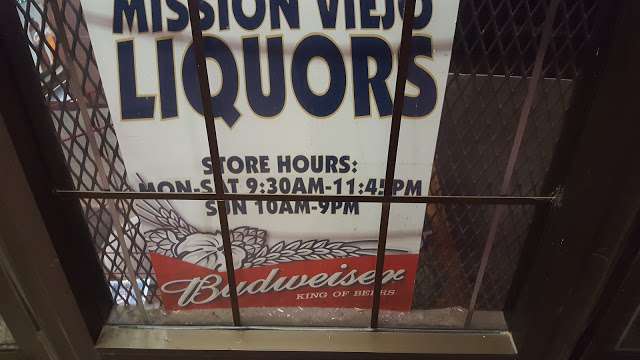 MISSION VIEJO
LIQUORS
STORE HOURS:
MON-SAT 9:30AM-11:45PM
SUN 10AM-9PM
Budweiser
KING OF BEERS